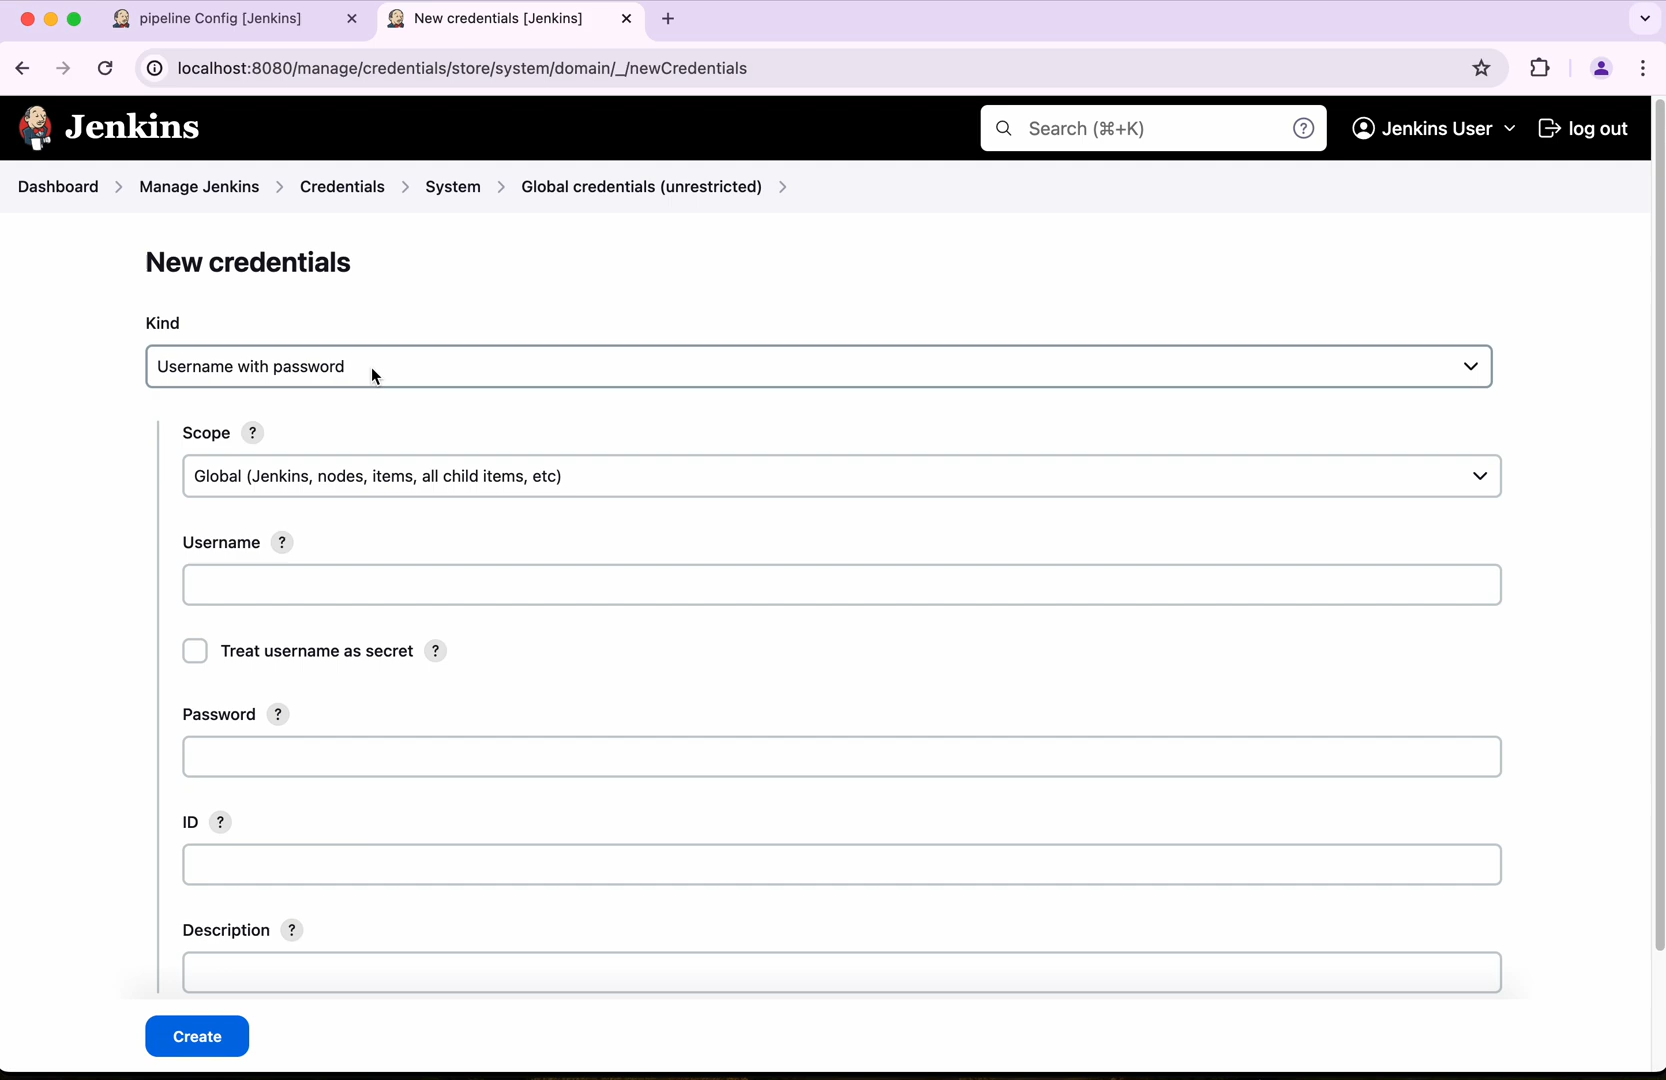 pipeline Config [Jenkins]
New credentials [Jenkins]
localhost:8080/manage/credentials/store/system/domain/_/newCredentials
Jenkins
Search (⌘+K)
?
Jenkins User
log out
Dashboard
Manage Jenkins
Credentials
System
Global credentials (unrestricted)
New credentials
Kind
Username with password
Scope ?
Global (Jenkins, nodes, items, all child items, etc)
Username ?
Treat username as secret ?
Password ?
ID ?
Description ?
Create